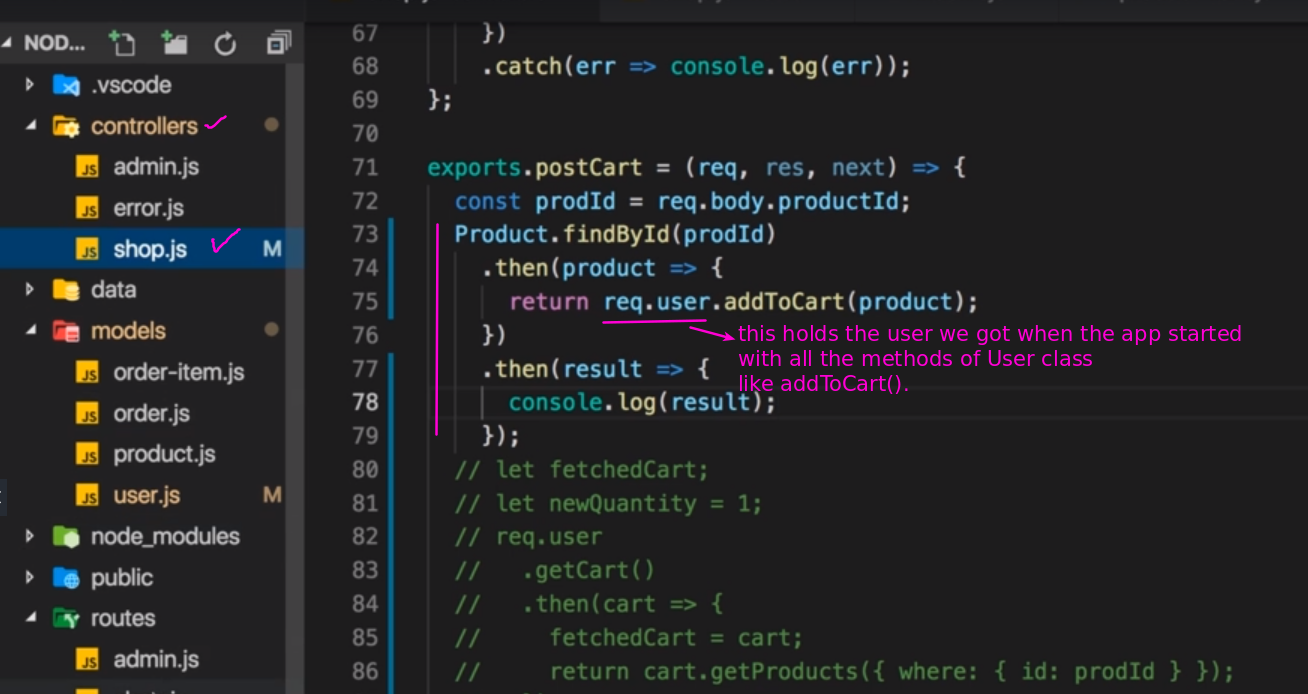 NOD...
.vscode
controllers
admin.js
error.js
shop.js M
data
models
order-item.js
order.js
product.js
user.js M
node_modules
public
routes
admin.js
67 })
68 .catch(err => console.log(err));
69 };
70
71 exports.postCart = (req, res, next) => {
72 const prodId = req.body.productId;
73 Product.findById(prodId)
74 .then(product => {
75 return req.user.addToCart(product);
76 })
77 .then(result => {
78 console.log(result);
79 });
80 // let fetchedCart;
81 // let newQuantity = 1;
82 // req.user
83 // .getCart()
84 // .then(cart => {
85 // fetchedCart = cart;
86 // return cart.getProducts({ where: { id: prodId } });
this holds the user we got when the app started
with all the methods of User class
like addToCart().